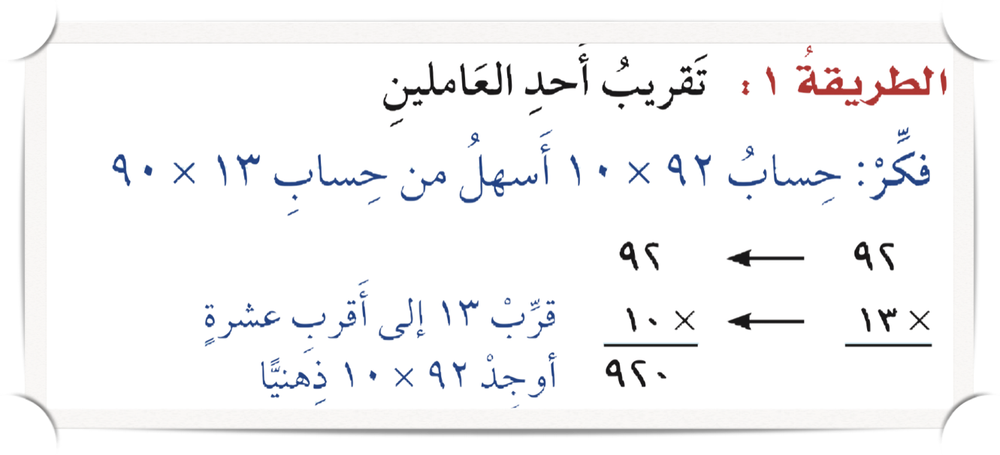 الطريقةُ ١ : تَقريبُ أَحدِ العَاملينِ
فكِّرْ: حِسابُ ٩٢ × ١٠ أَسهلُ من حِسابِ ١٣ × ٩٠
٩٢ ← ٩٢
× ١٣ ← × ١٠ قرِّبْ ١٣ إلى أَقربِ عشرةٍ
٩٢٠ أوجِدْ ٩٢ × ١٠ ذِهنيًّا